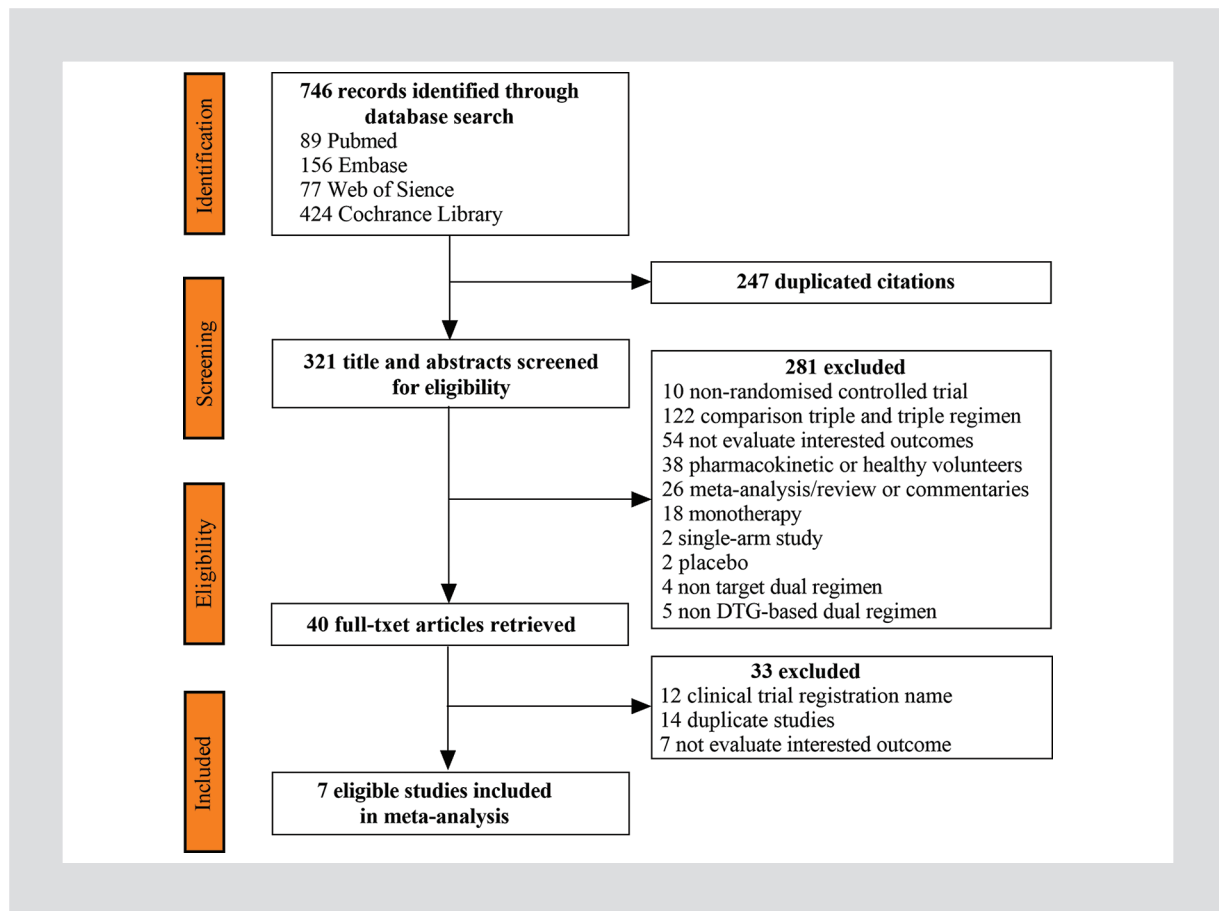 Identification
746 records identified through
database search
89 Pubmed
156 Embase
77 Web of Sience
424 Cochrance Library
247 duplicated citations
Screening
321 title and abstracts screened
for eligibility
281 excluded
10 non-randomised controlled trial
122 comparison triple and triple regimen
54 not evaluate interested outcomes
38 pharmacokinetic or healthy volunteers
26 meta-analysis/review or commentaries
18 monotherapy
2 single-arm study
2 placebo
4 non target dual regimen
5 non DTG-based dual regimen
Eligibility
40 full-txet articles retrieved
33 excluded
12 clinical trial registration name
14 duplicate studies
7 not evaluate interested outcome
Included
7 eligible studies included
in meta-analysis